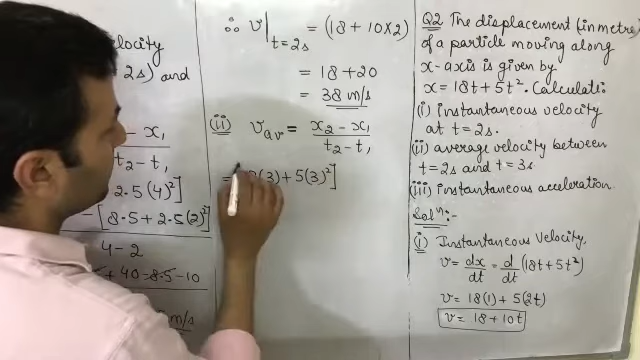 locity
2s) and
- x₁
t₂ - t₁
2.5(4)²]
- [8.5 + 2.5(2)²]
4 - 2
+ 40 - 8.5 - 10
m/s
∴ v|ₜ₌₂ₛ = (18 + 10×2)
= 18 + 20
= 38 m/s
(ii) vₐᵥ = x₂ - x₁ / t₂ - t₁
= (3) + 5(3)²]
Q2 The displacement (in metre)
of a particle moving along
x-axis is given by
x = 18t + 5t². Calculate:
(i) instantaneous velocity
at t = 2s.
(ii) average velocity between
t = 2s and t = 3s
(iii) instantaneous acceleration.
Solⁿ:-
(i) Instantaneous Velocity,
v = dx/dt = d/dt (18t + 5t²)
v = 18(1) + 5(2t)
v = 18 + 10t